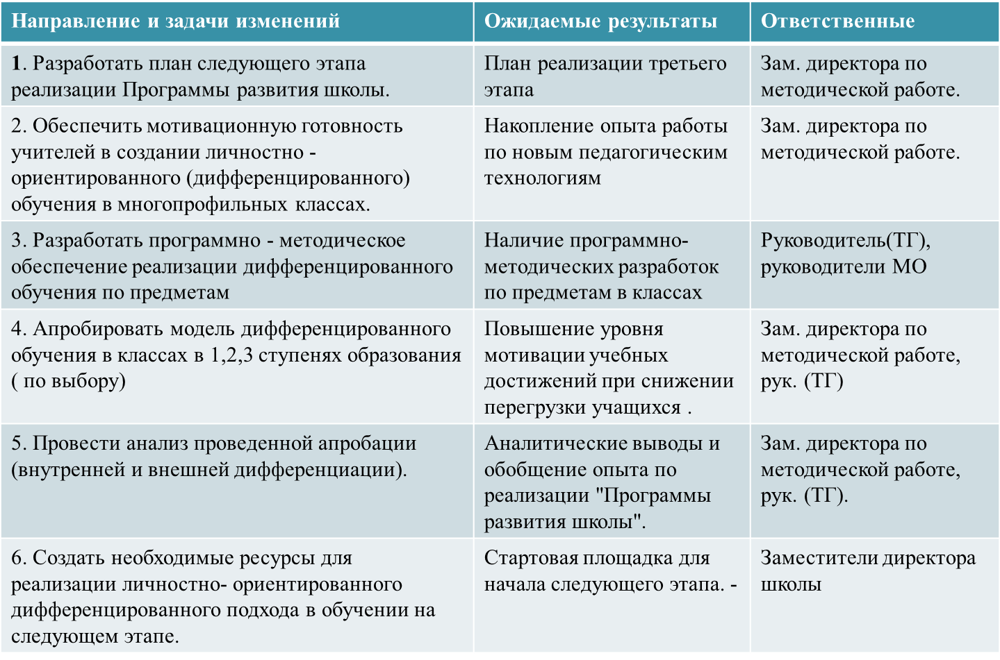 Направление и задачи изменений
Ожидаемые результаты
Ответственные
1. Разработать план следующего этапа
реализации Программы развития школы.
План реализации третьего
этапа
Зам. директора по
методической работе.
2. Обеспечить мотивационную готовность
учителей в создании личностно -
ориентированного (дифференцированного)
обучения в многопрофильных классах.
Накопление опыта работы
по новым педагогическим
технологиям
Зам. директора по
методической работе.
3. Разработать программно - методическое
обеспечение реализации дифференцированного
обучения по предметам
Наличие программно-
методических разработок
по предметам в классах
Руководитель(ТГ),
руководители МО
4. Апробировать модель дифференцированного
обучения в классах в 1,2,3 ступенях образования
( по выбору)
Повышение уровня
мотивации учебных
достижений при снижении
перегрузки учащихся .
Зам. директора по
методической работе,
рук. (ТГ)
5. Провести анализ проведенной апробации
(внутренней и внешней дифференциации).
Аналитические выводы и
обобщение опыта по
реализации "Программы
развития школы".
Зам. директора по
методической работе,
рук. (ТГ).
6. Создать необходимые ресурсы для
реализации личностно- ориентированного
дифференцированного подхода в обучении на
следующем этапе.
Стартовая площадка для
начала следующего этапа. -
Заместители директора
школы